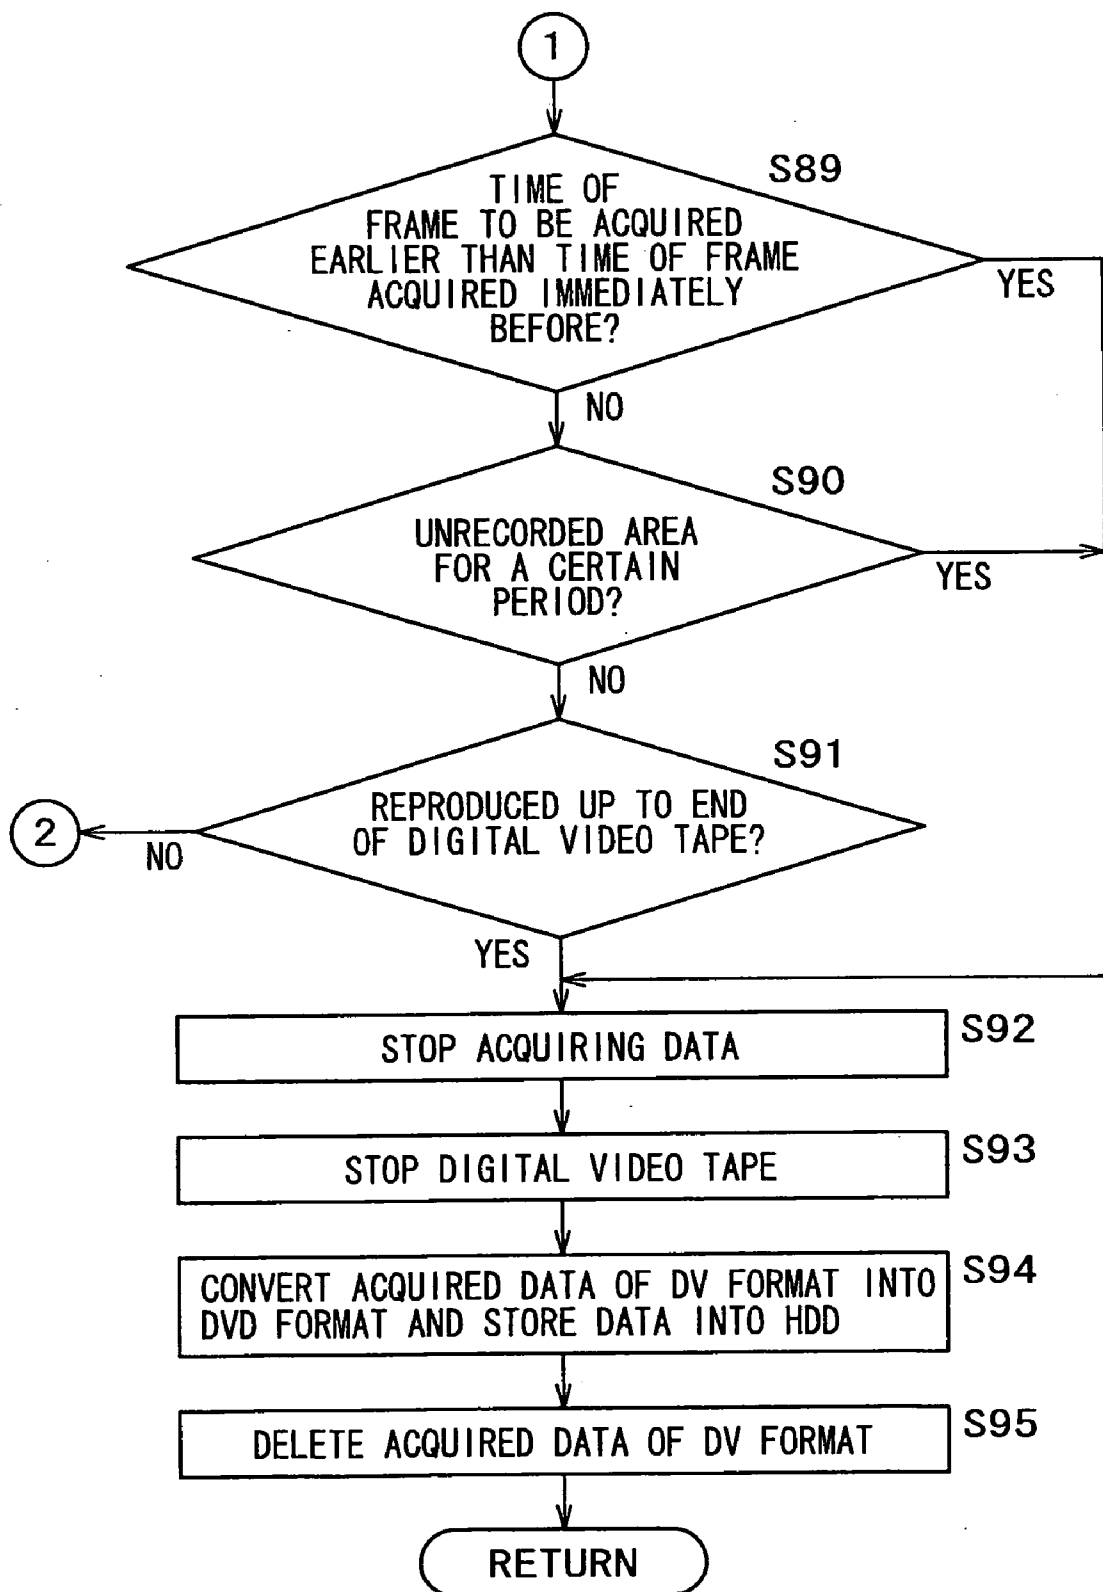 1
S89
TIME OF
FRAME TO BE ACQUIRED
EARLIER THAN TIME OF FRAME
ACQUIRED IMMEDIATELY
BEFORE?
YES
NO
S90
UNRECORDED AREA
FOR A CERTAIN
PERIOD?
YES
NO
S91
REPRODUCED UP TO END
OF DIGITAL VIDEO TAPE?
2
NO
YES
STOP ACQUIRING DATA
S92
STOP DIGITAL VIDEO TAPE
S93
CONVERT ACQUIRED DATA OF DV FORMAT INTO
DVD FORMAT AND STORE DATA INTO HDD
S94
DELETE ACQUIRED DATA OF DV FORMAT
S95
RETURN